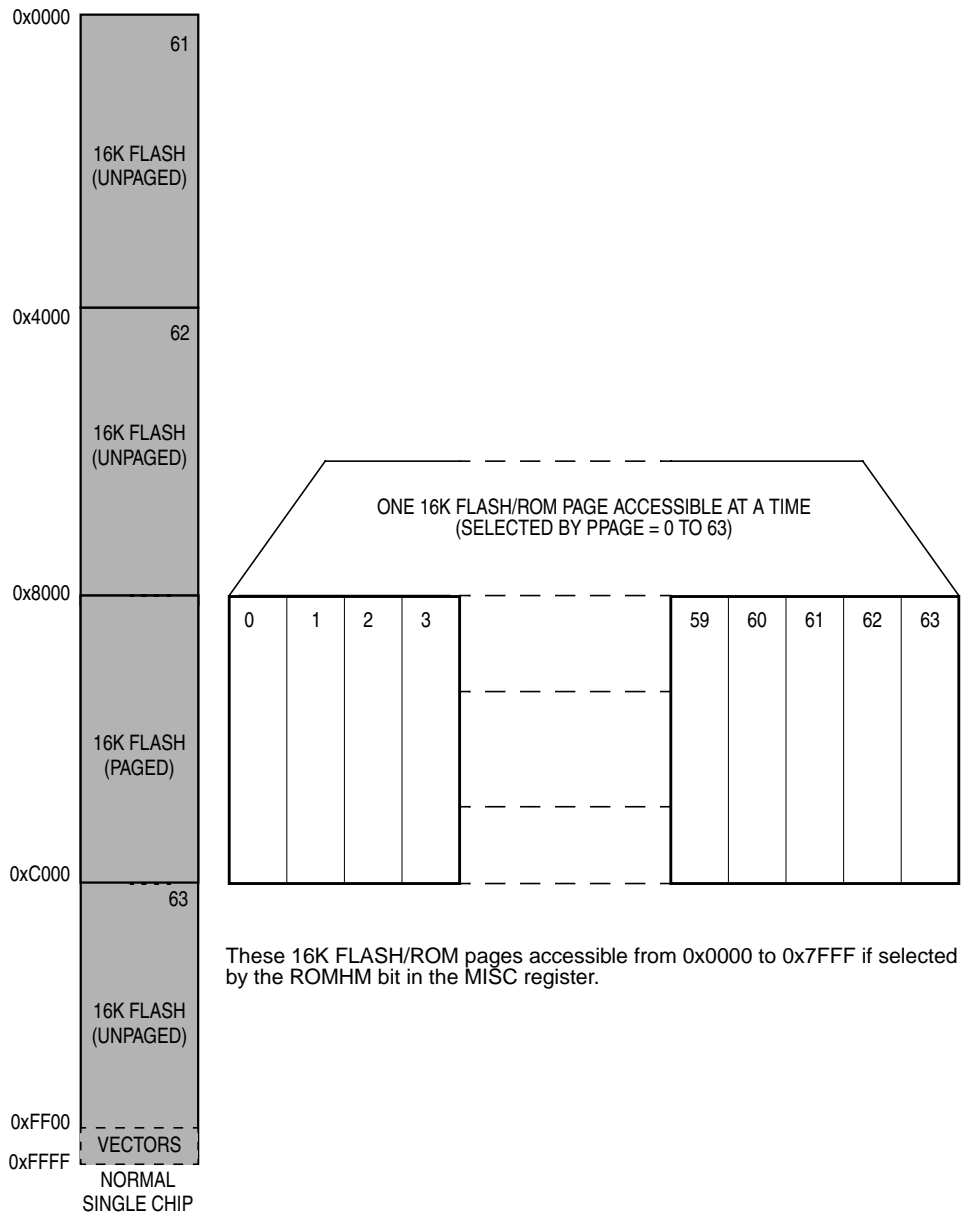 0x0000
61
16K FLASH
(UNPAGED)
0x4000
62
16K FLASH
(UNPAGED)
ONE 16K FLASH/ROM PAGE ACCESSIBLE AT A TIME
(SELECTED BY PPAGE = 0 TO 63)
0x8000
0 1 2 3 59 60 61 62 63
16K FLASH
(PAGED)
0xC000
63
These 16K FLASH/ROM pages accessible from 0x0000 to 0x7FFF if selected
by the ROMHM bit in the MISC register.
16K FLASH
(UNPAGED)
0xFF00
VECTORS
0xFFFF
NORMAL
SINGLE CHIP